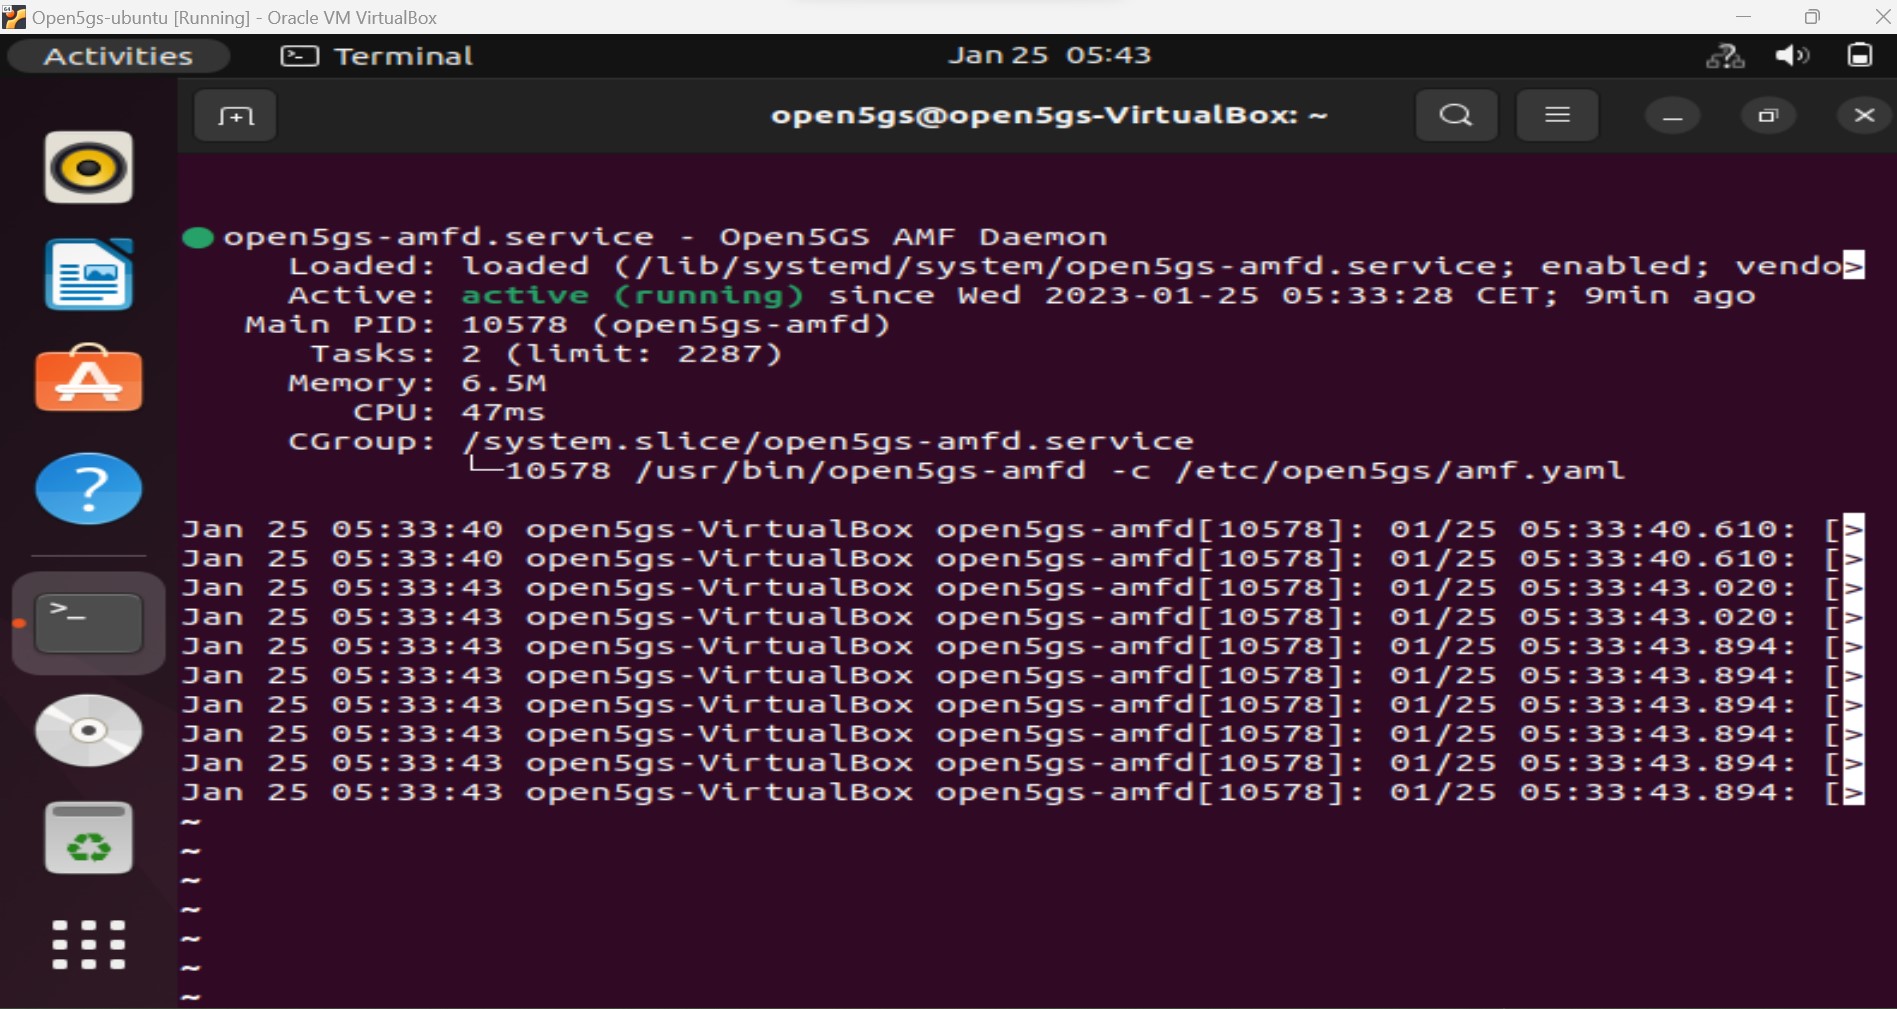 Open5gs-ubuntu [Running] - Oracle VM VirtualBox
Activities Terminal Jan 25 05:43
open5gs@open5gs-VirtualBox: ~
open5gs-amfd.service - Open5GS AMF Daemon
Loaded: loaded (/lib/systemd/system/open5gs-amfd.service; enabled; vendo>
Active: active (running) since Wed 2023-01-25 05:33:28 CET; 9min ago
Main PID: 10578 (open5gs-amfd)
Tasks: 2 (limit: 2287)
Memory: 6.5M
CPU: 47ms
CGroup: /system.slice/open5gs-amfd.service
└─10578 /usr/bin/open5gs-amfd -c /etc/open5gs/amf.yaml
Jan 25 05:33:40 open5gs-VirtualBox open5gs-amfd[10578]: 01/25 05:33:40.610: [>
Jan 25 05:33:40 open5gs-VirtualBox open5gs-amfd[10578]: 01/25 05:33:40.610: [>
Jan 25 05:33:43 open5gs-VirtualBox open5gs-amfd[10578]: 01/25 05:33:43.020: [>
Jan 25 05:33:43 open5gs-VirtualBox open5gs-amfd[10578]: 01/25 05:33:43.020: [>
Jan 25 05:33:43 open5gs-VirtualBox open5gs-amfd[10578]: 01/25 05:33:43.894: [>
Jan 25 05:33:43 open5gs-VirtualBox open5gs-amfd[10578]: 01/25 05:33:43.894: [>
Jan 25 05:33:43 open5gs-VirtualBox open5gs-amfd[10578]: 01/25 05:33:43.894: [>
Jan 25 05:33:43 open5gs-VirtualBox open5gs-amfd[10578]: 01/25 05:33:43.894: [>
Jan 25 05:33:43 open5gs-VirtualBox open5gs-amfd[10578]: 01/25 05:33:43.894: [>
Jan 25 05:33:43 open5gs-VirtualBox open5gs-amfd[10578]: 01/25 05:33:43.894: [>
~
~
~
~
~
~
~